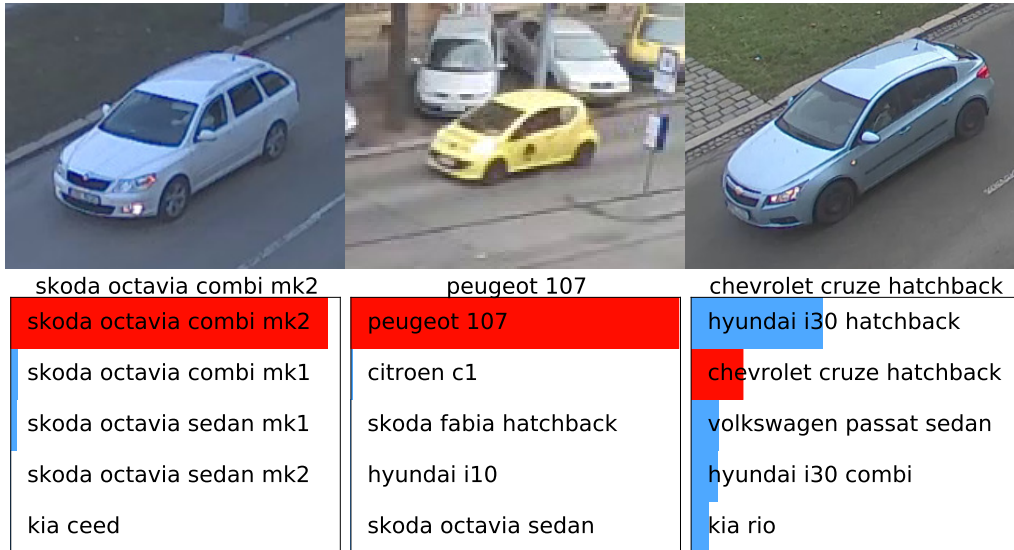 skoda octavia combi mk2
skoda octavia combi mk2
skoda octavia combi mk1
skoda octavia sedan mk1
skoda octavia sedan mk2
kia ceed
peugeot 107
peugeot 107
citroen c1
skoda fabia hatchback
hyundai i10
skoda octavia sedan
chevrolet cruze hatchback
hyundai i30 hatchback
chevrolet cruze hatchback
volkswagen passat sedan
hyundai i30 combi
kia rio